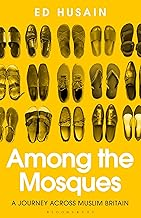 ED HUSAIN
Among the
Mosques
A JOURNEY ACROSS MUSLIM BRITAIN
BLOOMSBURY